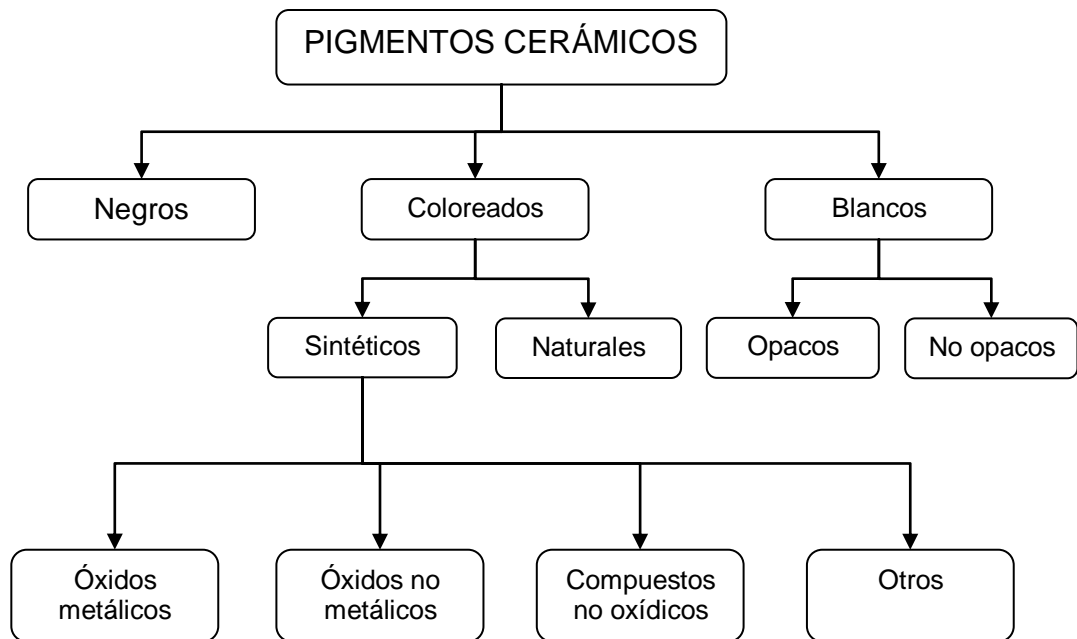 PIGMENTOS CERÁMICOS
Negros
Coloreados
Blancos
Sintéticos
Naturales
Opacos
No opacos
Óxidos
metálicos
Óxidos no
metálicos
Compuestos
no oxídicos
Otros